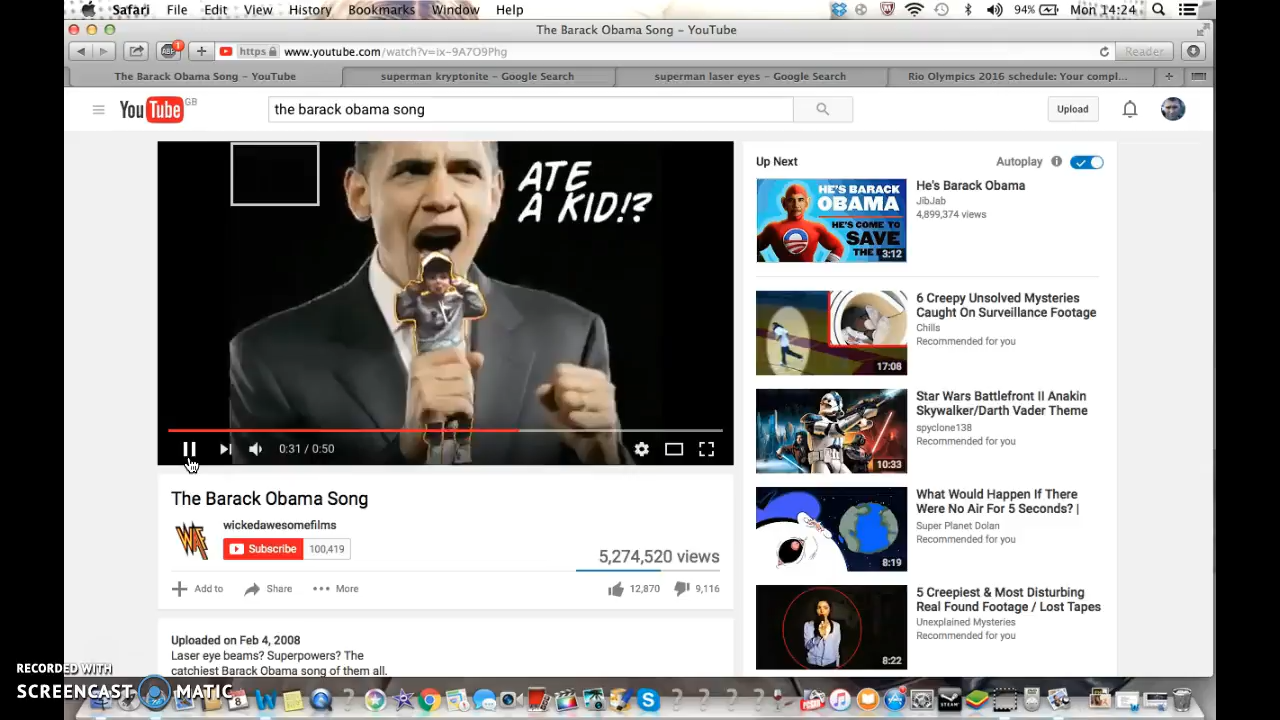 Safari File Edit View History Bookmarks Window Help 94% Mon 14:24
The Barack Obama Song – YouTube
ABP 1 + https www.youtube.com/watch?v=ix-9A7O9Phg Reader
The Barack Obama Song – YouTube superman kryptonite – Google Search superman laser eyes – Google Search Rio Olympics 2016 schedule: Your compl... +
YouTube GB the barack obama song Upload
ATE
A KID!?
0:31 / 0:50
The Barack Obama Song
WAF wickedawesomefilms
Subscribe 100,419
5,274,520 views
Add to Share More 12,870 9,116
Uploaded on Feb 4, 2008
Laser eye beams? Superpowers? The
catchiest Barack Obama song of them all.
Up Next Autoplay
HE'S BARACK
OBAMA
HE'S COME TO
SAVE
3:12
He's Barack Obama
JibJab
4,899,374 views
17:08
6 Creepy Unsolved Mysteries
Caught On Surveillance Footage
Chills
Recommended for you
10:33
Star Wars Battlefront II Anakin
Skywalker/Darth Vader Theme
spyclone138
Recommended for you
8:19
What Would Happen If There
Were No Air For 5 Seconds? |
Super Planet Dolan
Recommended for you
8:22
5 Creepiest & Most Disturbing
Real Found Footage / Lost Tapes
Unexplained Mysteries
Recommended for you
RECORDED WITH
SCREENCAST MATIC